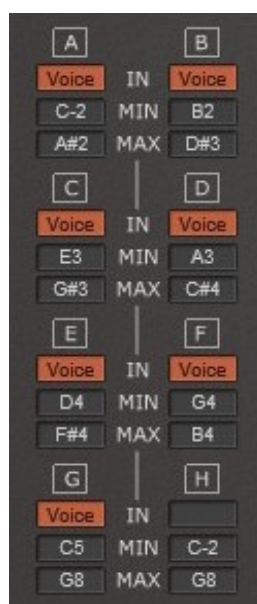 A B
Voice IN Voice
C-2 MIN B2
A#2 MAX D#3
C D
Voice IN Voice
E3 MIN A3
G#3 MAX C#4
E F
Voice IN Voice
D4 MIN G4
F#4 MAX B4
G H
Voice IN
C5 MIN C-2
G8 MAX G8